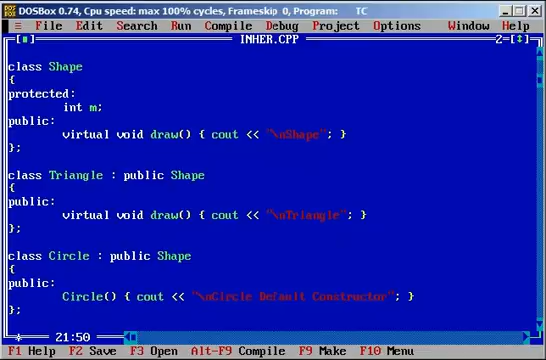 DOSBox 0.74, Cpu speed: max 100% cycles, Frameskip 0, Program: TC
≡ File Edit Search Run Compile Debug Project Options Window Help
[■] INHER.CPP 2=[↕]
class Shape
{
protected:
int m;
public:
virtual void draw() { cout << "\nShape"; }
};
class Triangle : public Shape
{
public:
virtual void draw() { cout << "\nTriangle"; }
};
class Circle : public Shape
{
public:
Circle() { cout << "\nCircle Default Constructor"; }
};
* 21:50
F1 Help F2 Save F3 Open Alt-F9 Compile F9 Make F10 Menu